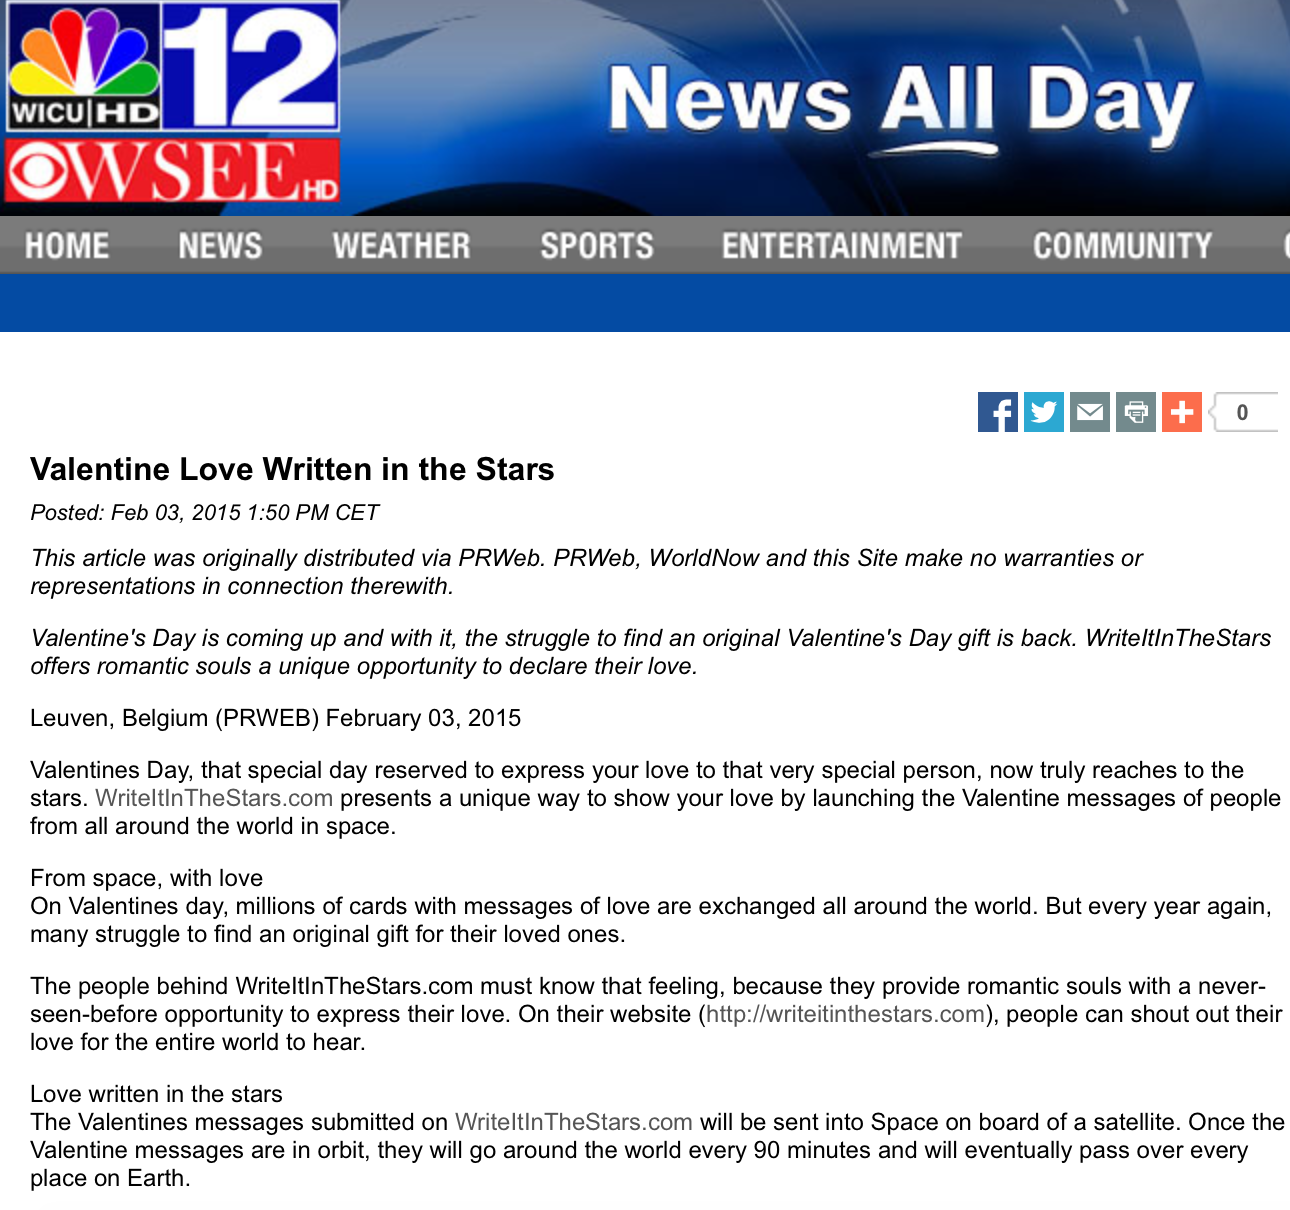 12
WICU|HD
WSEE HD
News All Day
HOME NEWS WEATHER SPORTS ENTERTAINMENT COMMUNITY
0
Valentine Love Written in the Stars
Posted: Feb 03, 2015 1:50 PM CET
This article was originally distributed via PRWeb. PRWeb, WorldNow and this Site make no warranties or
representations in connection therewith.
Valentine's Day is coming up and with it, the struggle to find an original Valentine's Day gift is back. WriteItInTheStars
offers romantic souls a unique opportunity to declare their love.
Leuven, Belgium (PRWEB) February 03, 2015
Valentines Day, that special day reserved to express your love to that very special person, now truly reaches to the
stars. WriteItInTheStars.com presents a unique way to show your love by launching the Valentine messages of people
from all around the world in space.
From space, with love
On Valentines day, millions of cards with messages of love are exchanged all around the world. But every year again,
many struggle to find an original gift for their loved ones.
The people behind WriteItInTheStars.com must know that feeling, because they provide romantic souls with a never-
seen-before opportunity to express their love. On their website (http://writeitinthestars.com), people can shout out their
love for the entire world to hear.
Love written in the stars
The Valentines messages submitted on WriteItInTheStars.com will be sent into Space on board of a satellite. Once the
Valentine messages are in orbit, they will go around the world every 90 minutes and will eventually pass over every
place on Earth.